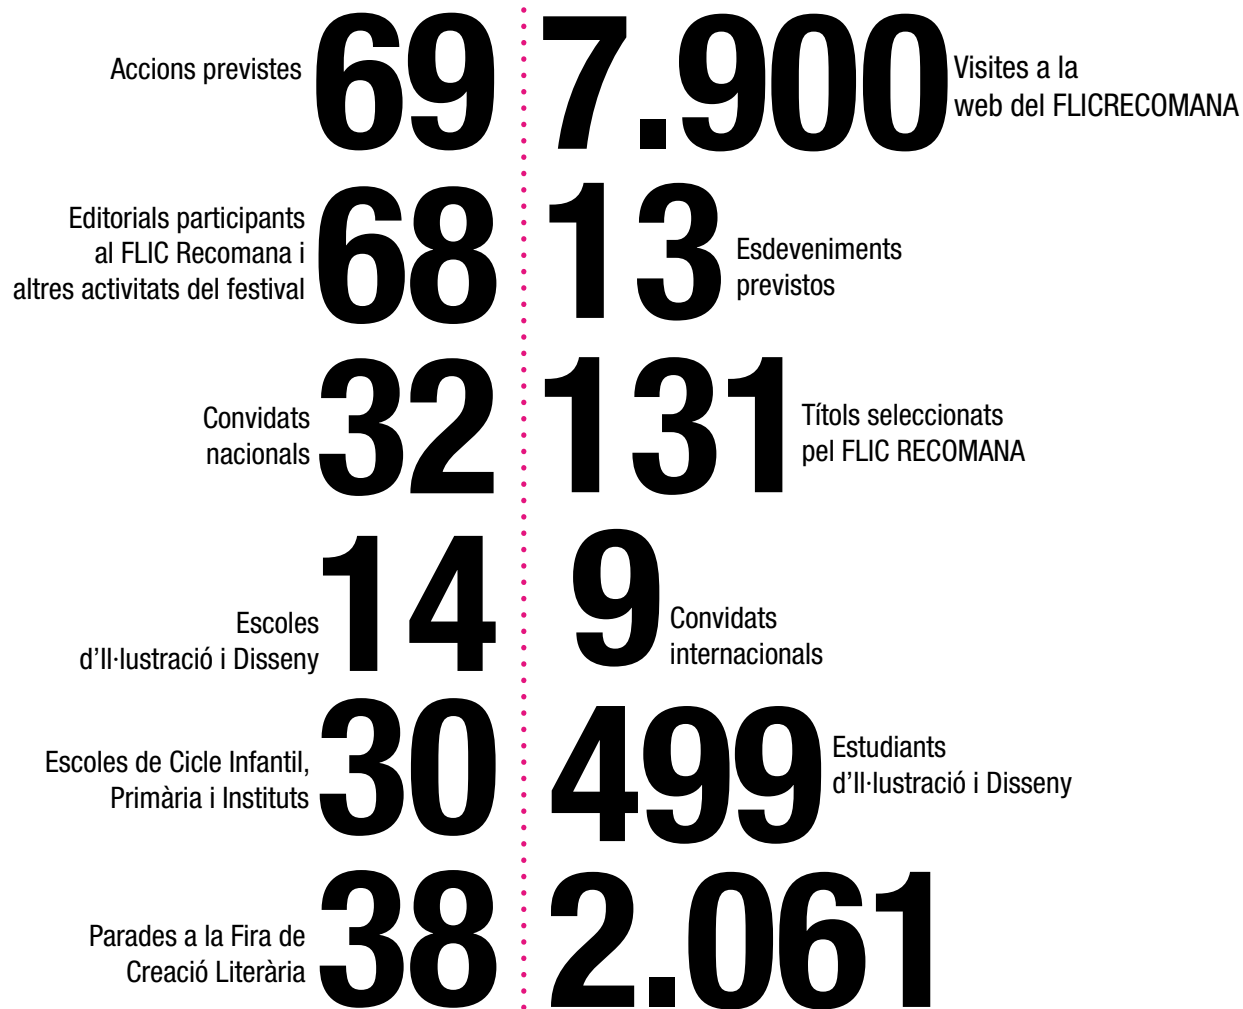 Accions previstes
69
7.900
Visites a la
web del FLICRECOMANA
Editorials participants
al FLIC Recomana i
altres activitats del festival
68
13
Esdeveniments
previstos
Convidats
nacionals
32
131
Títols seleccionats
pel FLIC RECOMANA
Escoles
d'Il·lustració i Disseny
14
9
Convidats
internacionals
Escoles de Cicle Infantil,
Primària i Instituts
30
499
Estudiants
d'Il·lustració i Disseny
Parades a la Fira de
Creació Literària
38
2.061